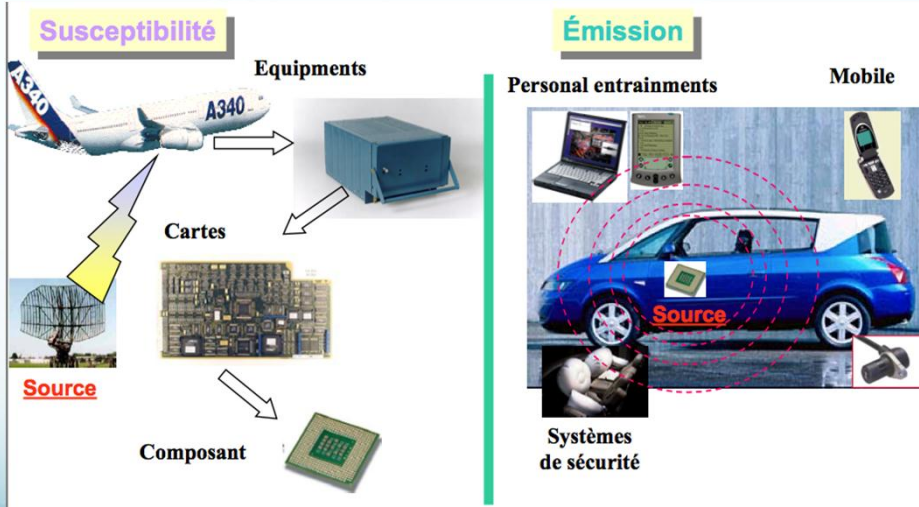 Susceptibilité
Equipments
A340
A340
Cartes
Source
Composant
Émission
Personal entrainments
Mobile
Source
Systèmes
de sécurité